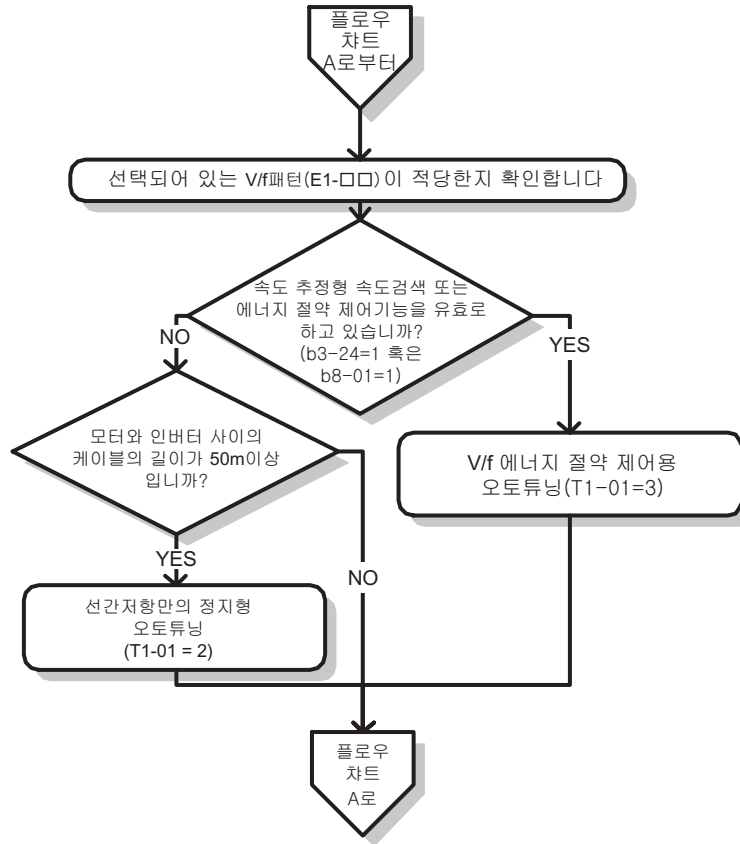 플로우
챠트
A로부터
선택되어 있는 V/f패턴(E1-□□)이 적당한지 확인합니다
속도 추정형 속도검색 또는
에너지 절약 제어기능을 유효로
하고 있습니까?
(b3-24=1 혹은
b8-01=1)
NO
YES
모터와 인버터 사이의
케이블의 길이가 50m이상
입니까?
V/f 에너지 절약 제어용
오토튜닝(T1-01=3)
YES
NO
선간저항만의 정지형
오토튜닝
(T1-01 = 2)
플로우
챠트
A로